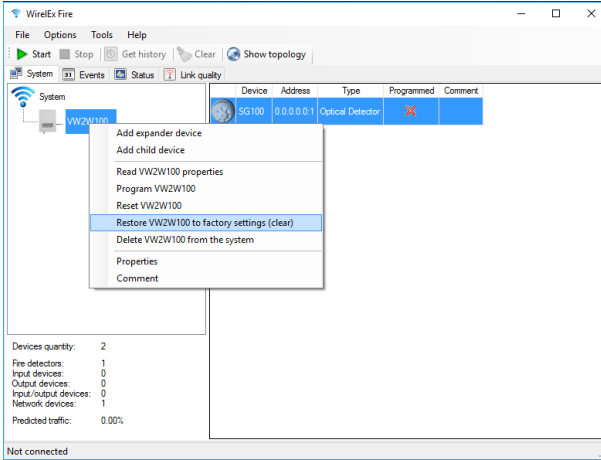 WirelEx Fire
File Options Tools Help
Start Stop Get history Clear Show topology
System Events Status Link quality
System
VW2W100
Device Address Type Programmed Comment
SG100 0.0.0.0.0:1 Optical Detector
Add expander device
Add child device
Read VW2W100 properties
Program VW2W100
Reset VW2W100
Restore VW2W100 to factory settings (clear)
Delete VW2W100 from the system
Properties
Comment
Devices quantity: 2
Fire detectors: 1
Input devices: 0
Output devices: 0
Input/output devices: 0
Network devices: 1
Predicted traffic: 0.00%
Not connected